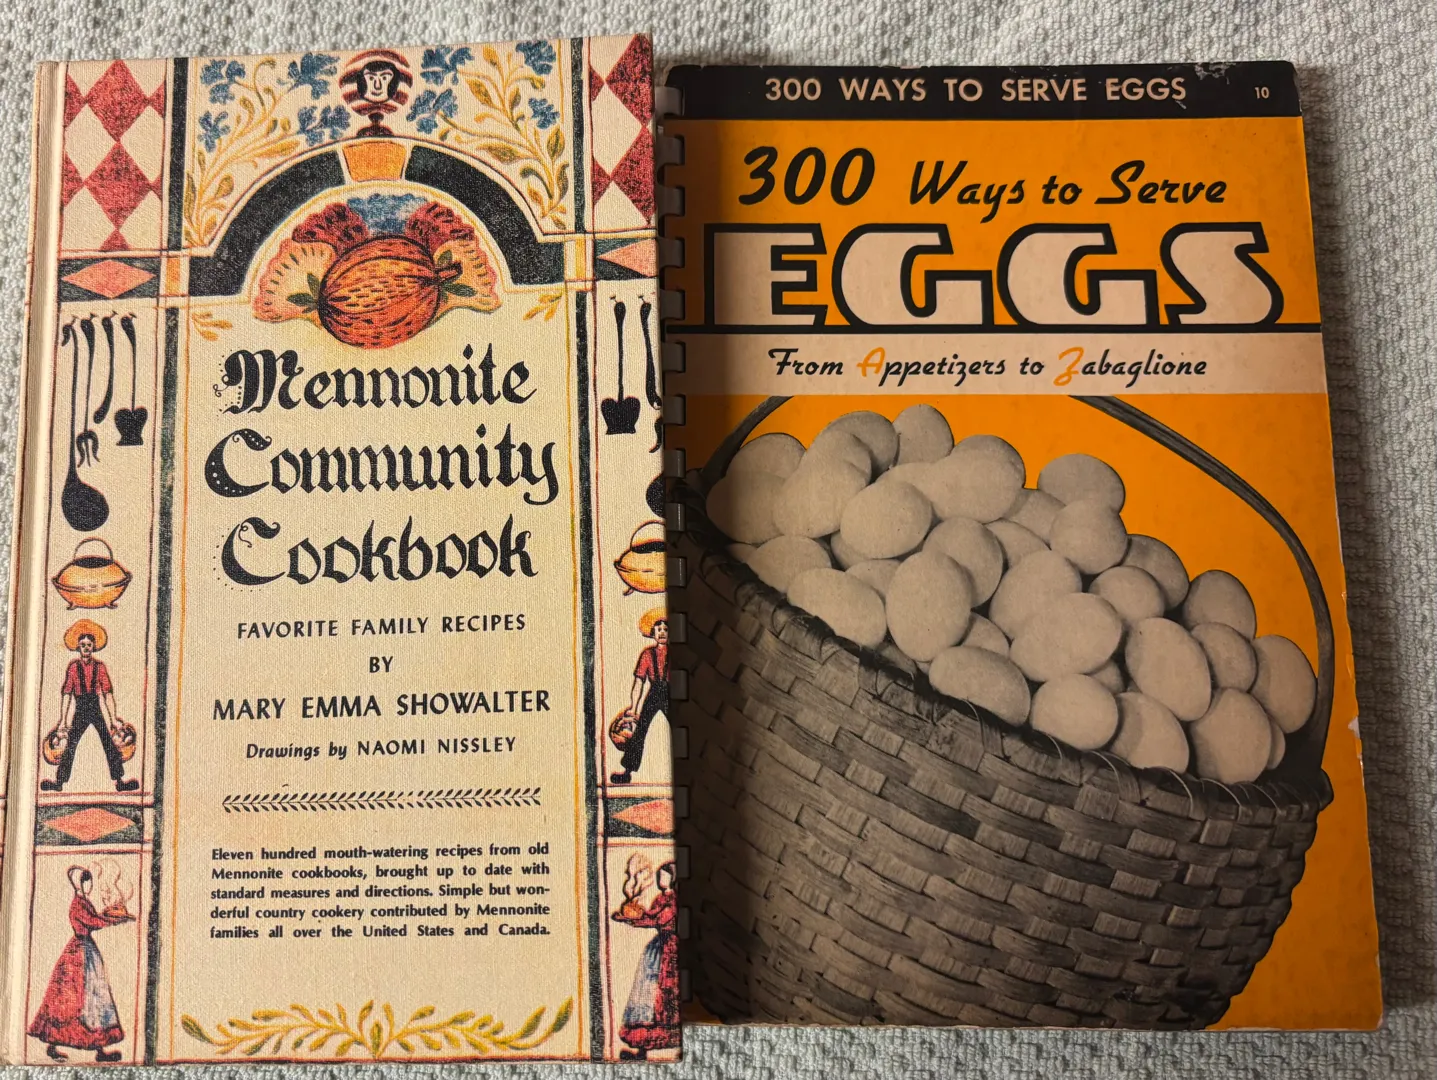 Mennonite
Community
Cookbook
FAVORITE FAMILY RECIPES
BY
MARY EMMA SHOWALTER
Drawings by NAOMI NISSLEY
Eleven hundred mouth-watering recipes from old
Mennonite cookbooks, brought up to date with
standard measures and directions. Simple but won-
derful country cookery contributed by Mennonite
families all over the United States and Canada.
300 WAYS TO SERVE EGGS 10
300 Ways to Serve
EGGS
From Appetizers to Zabaglione